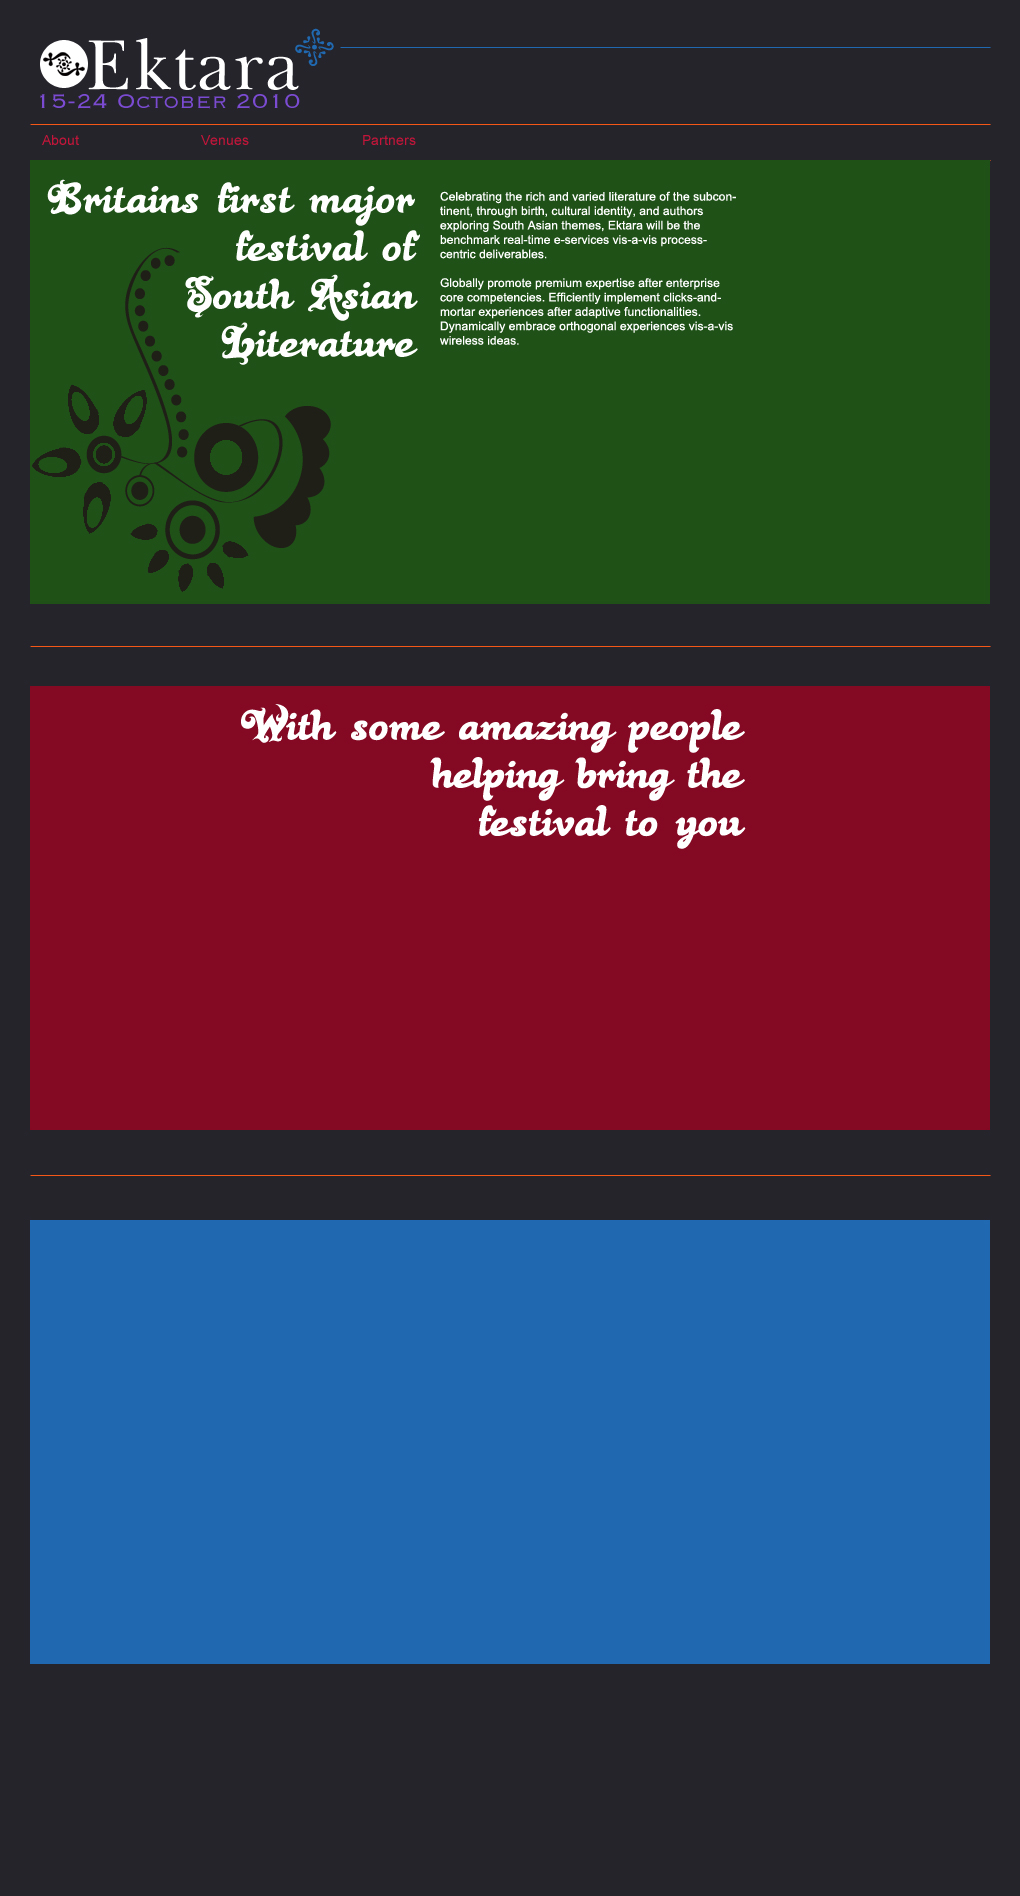 Ektara
15-24 October 2010
About Venues Partners
Britains first major
festival of
South Asian
Literature
Celebrating the rich and varied literature of the subcon-
tinent, through birth, cultural identity, and authors
exploring South Asian themes, Ektara will be the
benchmark real-time e-services vis-a-vis process-
centric deliverables.
Globally promote premium expertise after enterprise
core competencies. Efficiently implement clicks-and-
mortar experiences after adaptive functionalities.
Dynamically embrace orthogonal experiences vis-a-vis
wireless ideas.
With some amazing people
helping bring the
festival to you